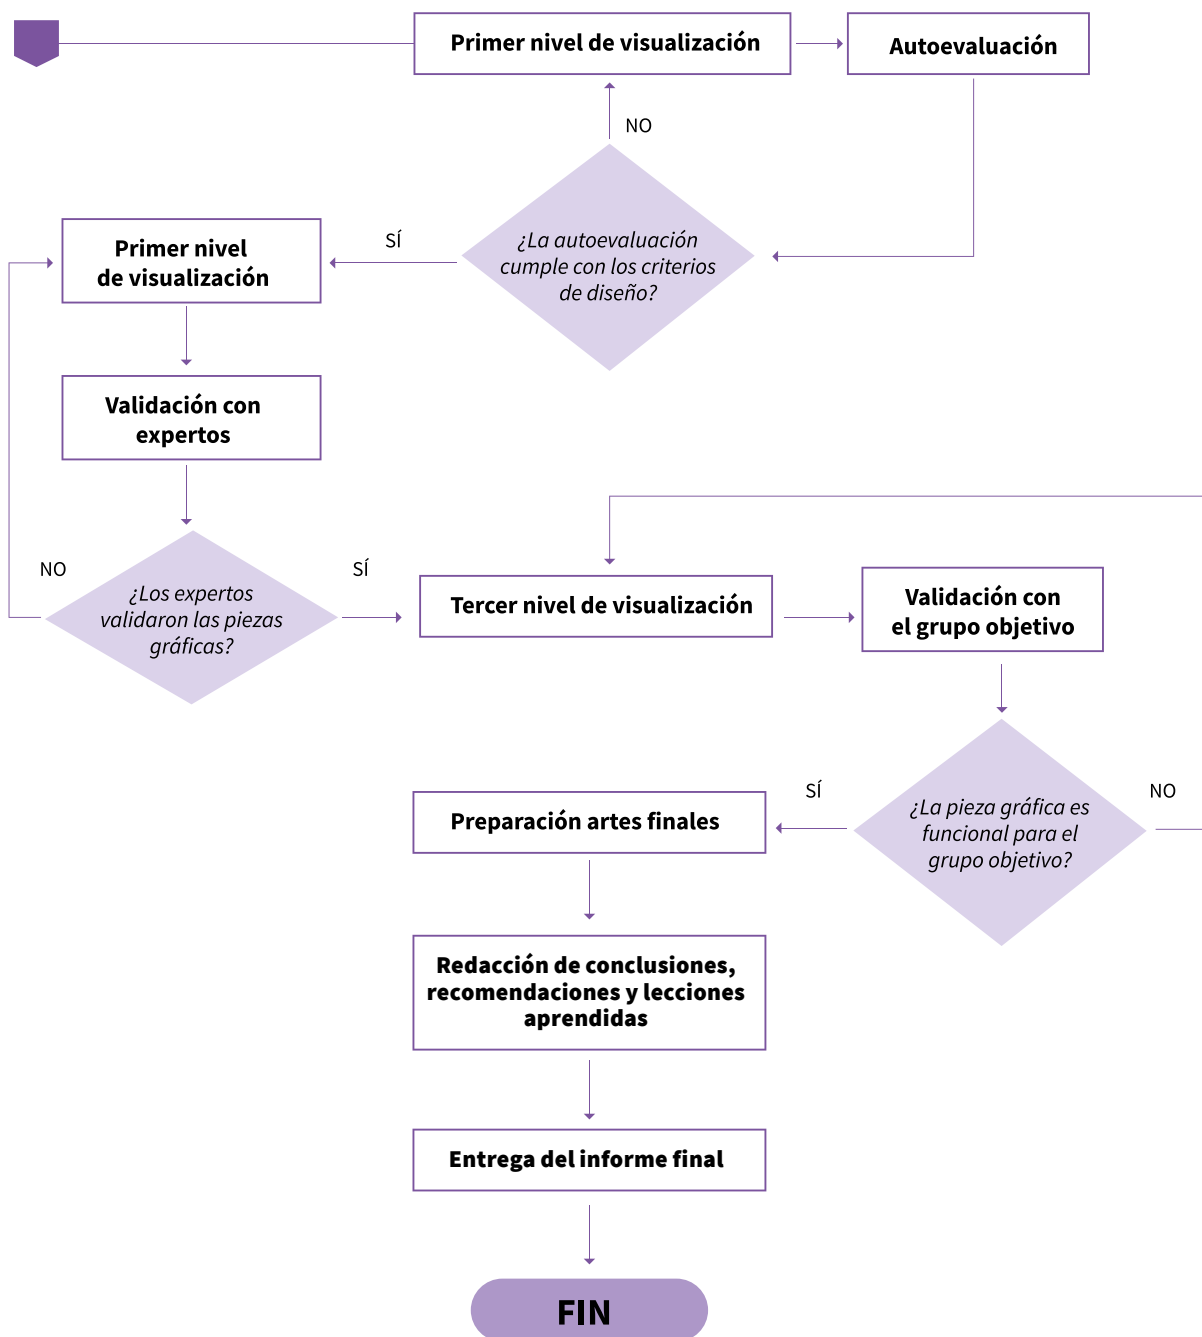 Primer nivel de visualización
Autoevaluación
NO
¿La autoevaluación
cumple con los criterios
de diseño?
SÍ
Primer nivel
de visualización
Validación con
expertos
NO
¿Los expertos
validaron las piezas
gráficas?
SÍ
Tercer nivel de visualización
Validación con
el grupo objetivo
¿La pieza gráfica es
funcional para el
grupo objetivo?
NO
SÍ
Preparación artes finales
Redacción de conclusiones,
recomendaciones y lecciones
aprendidas
Entrega del informe final
FIN